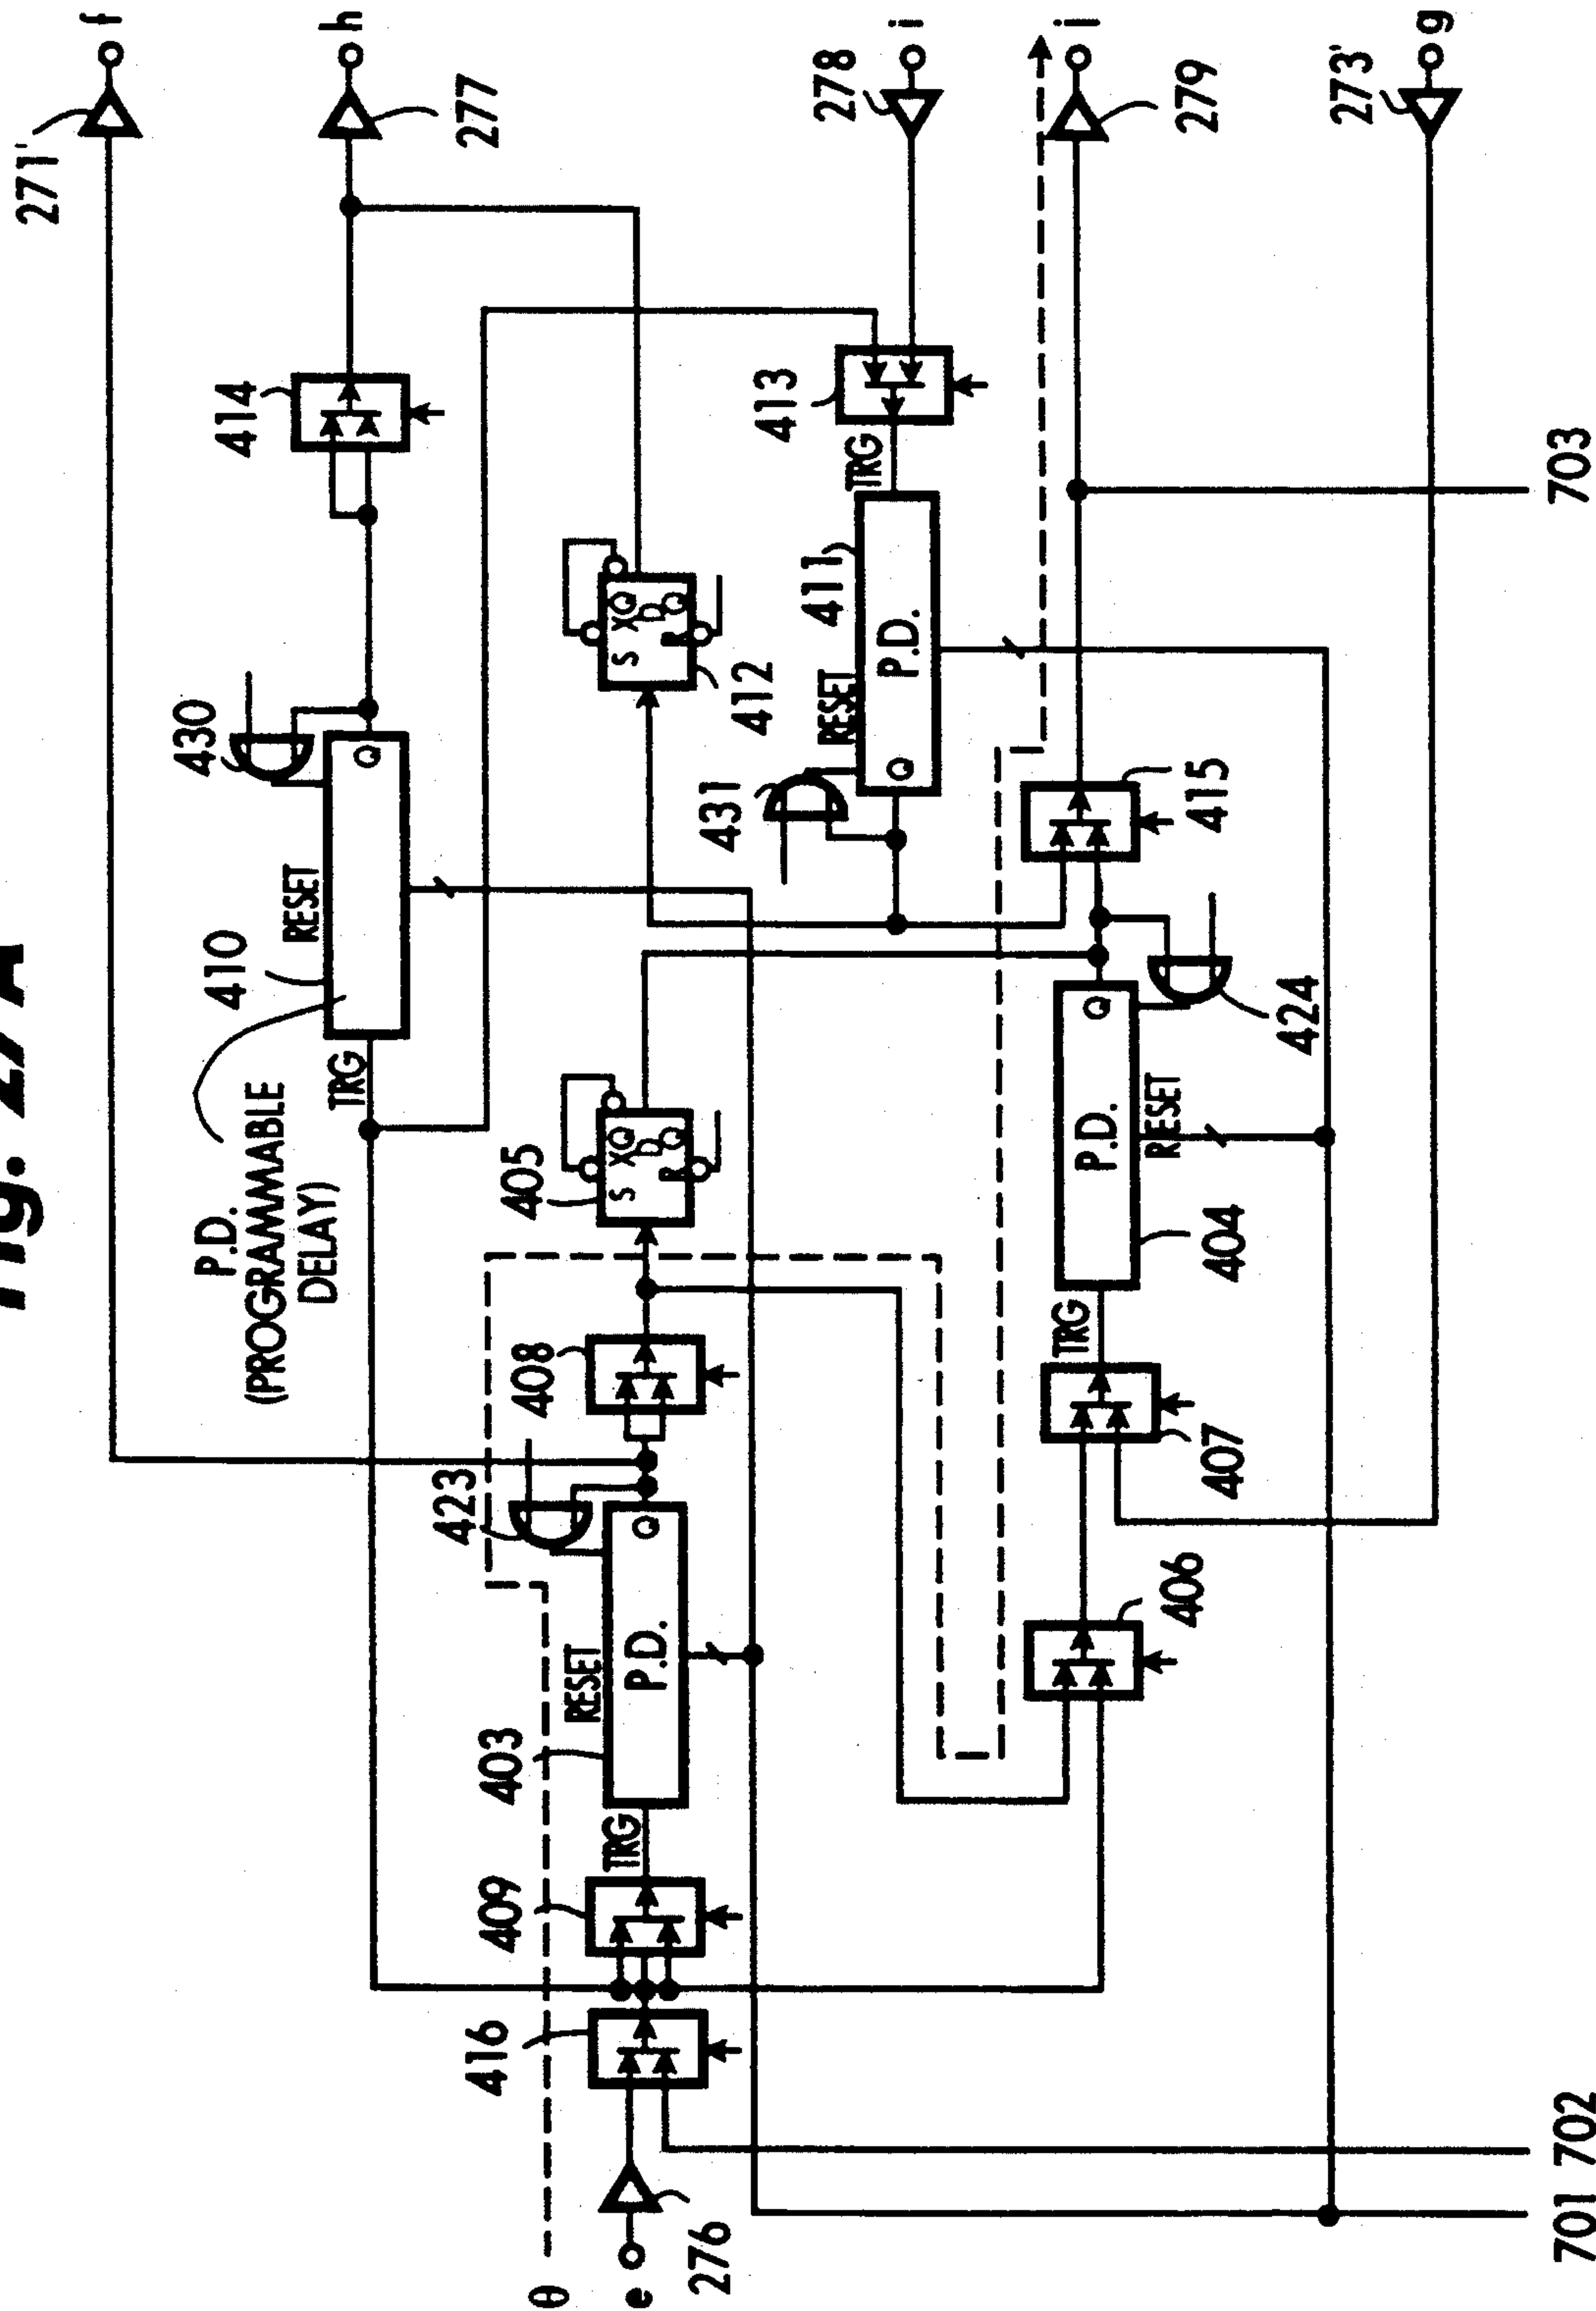 Fig. 27A
271'
f
P.D.
(PROGRAMMABLE
DELAY)
410
430
414
RESET
TRG
Q
h
277
θ
e
276
416
409
403
423
408
405
TRG
RESET
P.D.
Q
S
XQ
D
R
Q
412
S
XQ
D
R
Q
431
411
413
278
i
RESET
TRG
Q
P.D.
406
407
404
424
415
279
j
TRG
P.D.
RESET
Q
273'
g
701
702
703